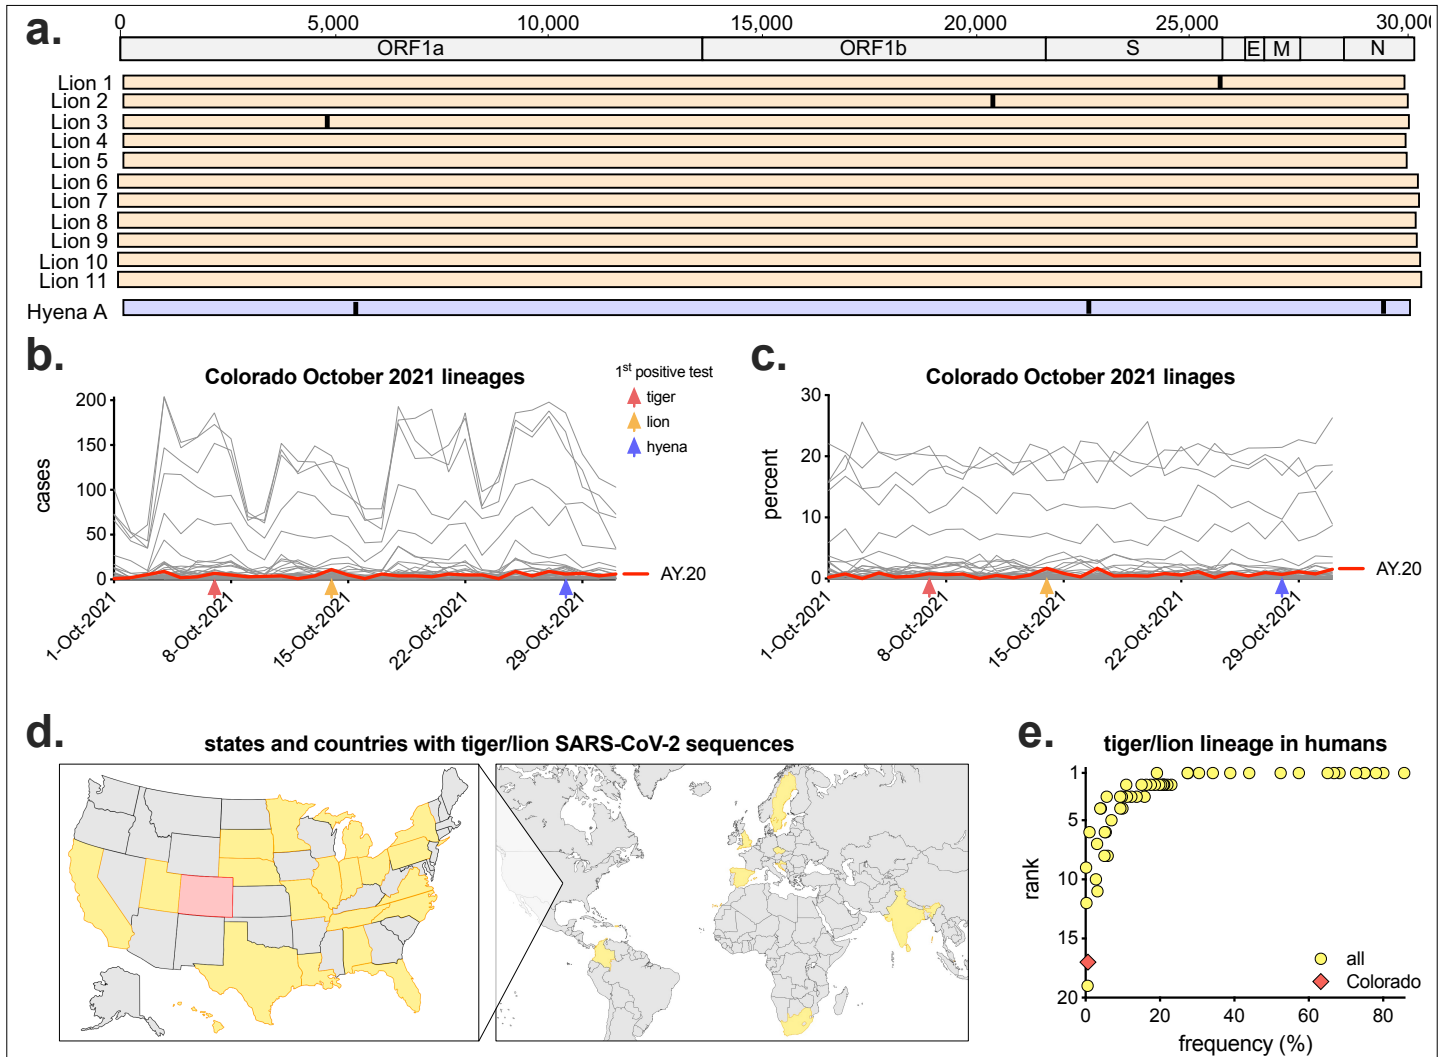 a.
0 5,000 10,000 15,000 20,000 25,000 30,00
ORF1a ORF1b S E M N
Lion 1
Lion 2
Lion 3
Lion 4
Lion 5
Lion 6
Lion 7
Lion 8
Lion 9
Lion 10
Lion 11
Hyena A
b.
Colorado October 2021 lineages
cases
200
150
100
50
0
1-Oct-2021
8-Oct-2021
15-Oct-2021
22-Oct-2021
29-Oct-2021
AY.20
1st positive test
tiger
lion
hyena
c.
Colorado October 2021 linages
percent
30
20
10
0
1-Oct-2021
8-Oct-2021
15-Oct-2021
22-Oct-2021
29-Oct-2021
AY.20
d.
states and countries with tiger/lion SARS-CoV-2 sequences
e.
tiger/lion lineage in humans
rank
1
5
10
15
20
0 20 40 60 80
frequency (%)
all
Colorado